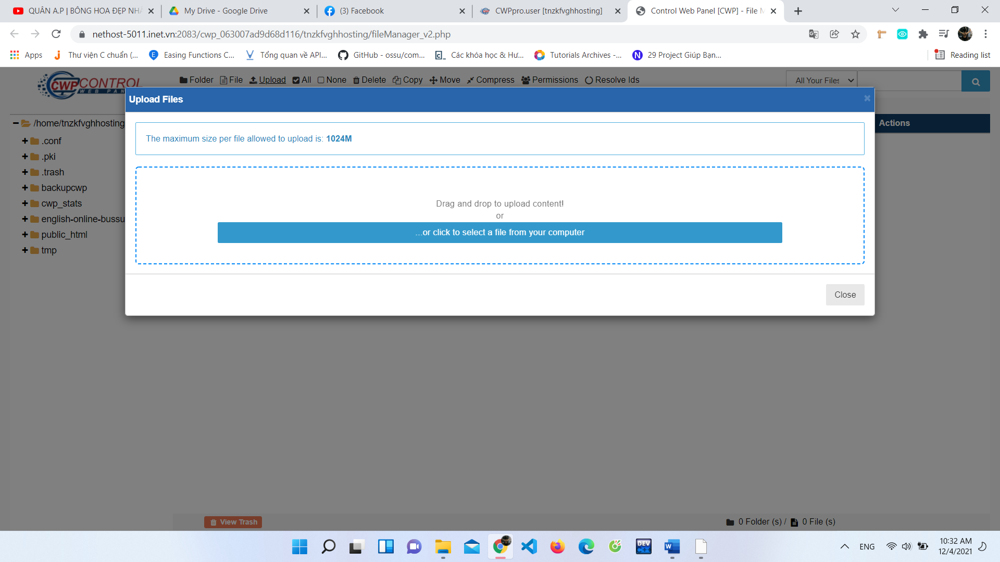 QUÂN A.P | BÔNG HOA ĐẸP NHẤ
My Drive - Google Drive
(3) Facebook
CWPpro.user [tnzkfvghhosting]
Control Web Panel [CWP] - File M
nethost-5011.inet.vn:2083/cwp_063007ad9d68d116/tnzkfvghhosting/fileManager_v2.php
Apps
Thư viện C chuẩn (...
Easing Functions C...
Tổng quan về API...
GitHub - ossu/com...
Các khóa học & Hư...
Tutorials Archives -...
29 Project Giúp Bạn...
Reading list
CWP CONTROL
WEB PAN
Folder File Upload All None Delete Copy Move Compress Permissions Resolve Ids
All Your Files
Upload Files
Actions
/home/tnzkfvghhosting
.conf
.pki
.trash
backupcwp
cwp_stats
english-online-bussu
public_html
tmp
The maximum size per file allowed to upload is: 1024M
Drag and drop to upload content!
or
...or click to select a file from your computer
Close
View Trash
0 Folder (s) / 0 File (s)
DEV
C++
W
ENG
10:32 AM
12/4/2021